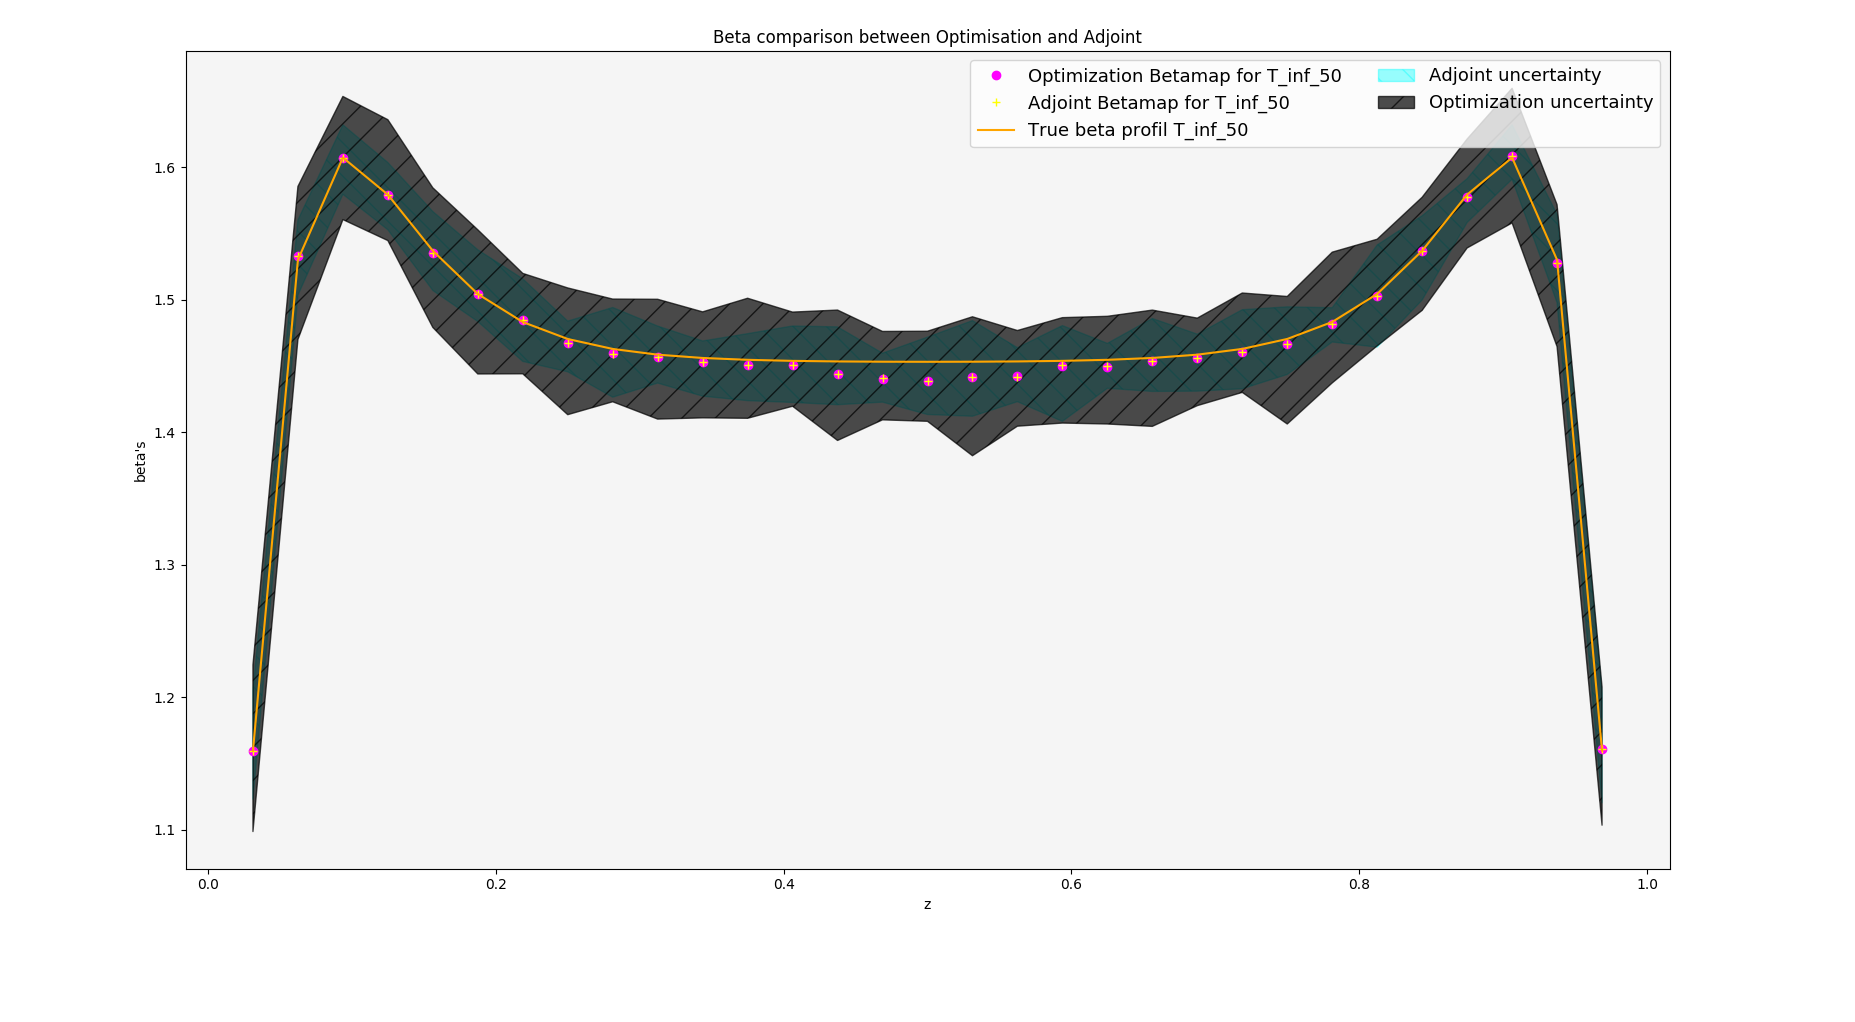 Beta comparison between Optimisation and Adjoint
Optimization Betamap for T_inf_50
Adjoint Betamap for T_inf_50
True beta profil T_inf_50
Adjoint uncertainty
Optimization uncertainty
1.6
1.5
1.4
1.3
1.2
1.1
beta's
0.0 0.2 0.4 0.6 0.8 1.0
z